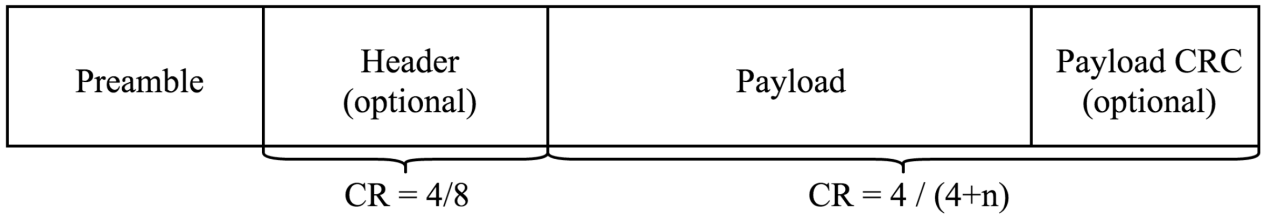 Preamble
Header
(optional)
Payload
Payload CRC
(optional)
CR = 4/8
CR = 4 / (4+n)